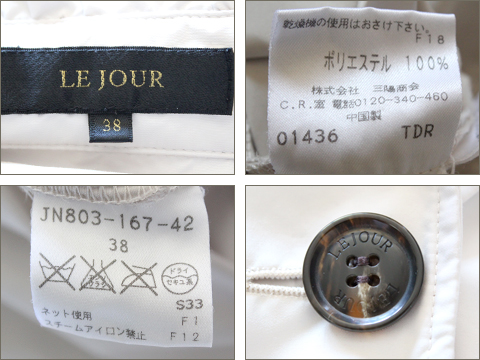 LE JOUR
38
乾燥機の使用はおさけ下さい。
F18
ポリエステル 100%
株式会社 三陽商会
C.R.室 電話0120-340-460
中国製
01436 TDR
JN803-167-42
38
ドライ
セキユ系
S33
ネット使用 F1
スチームアイロン禁止 F12
LE JOUR